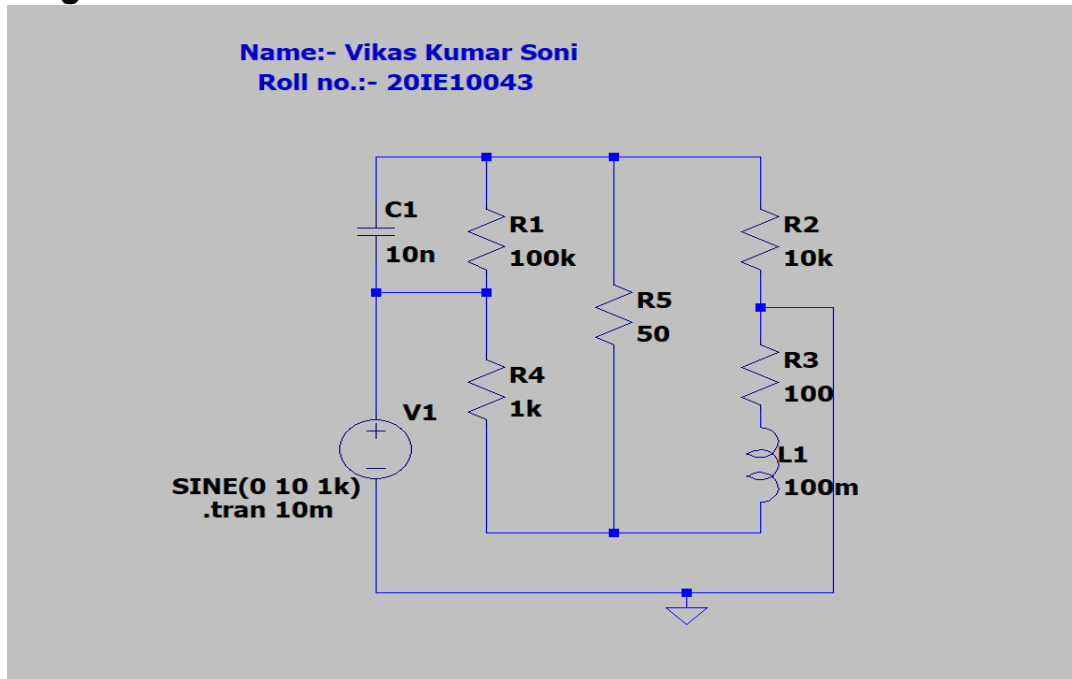 Name:- Vikas Kumar Soni
Roll no.:- 20IE10043
C1
10n
R1
100k
R2
10k
R5
50
R3
100
R4
1k
V1
L1
100m
SINE(0 10 1k)
.tran 10m